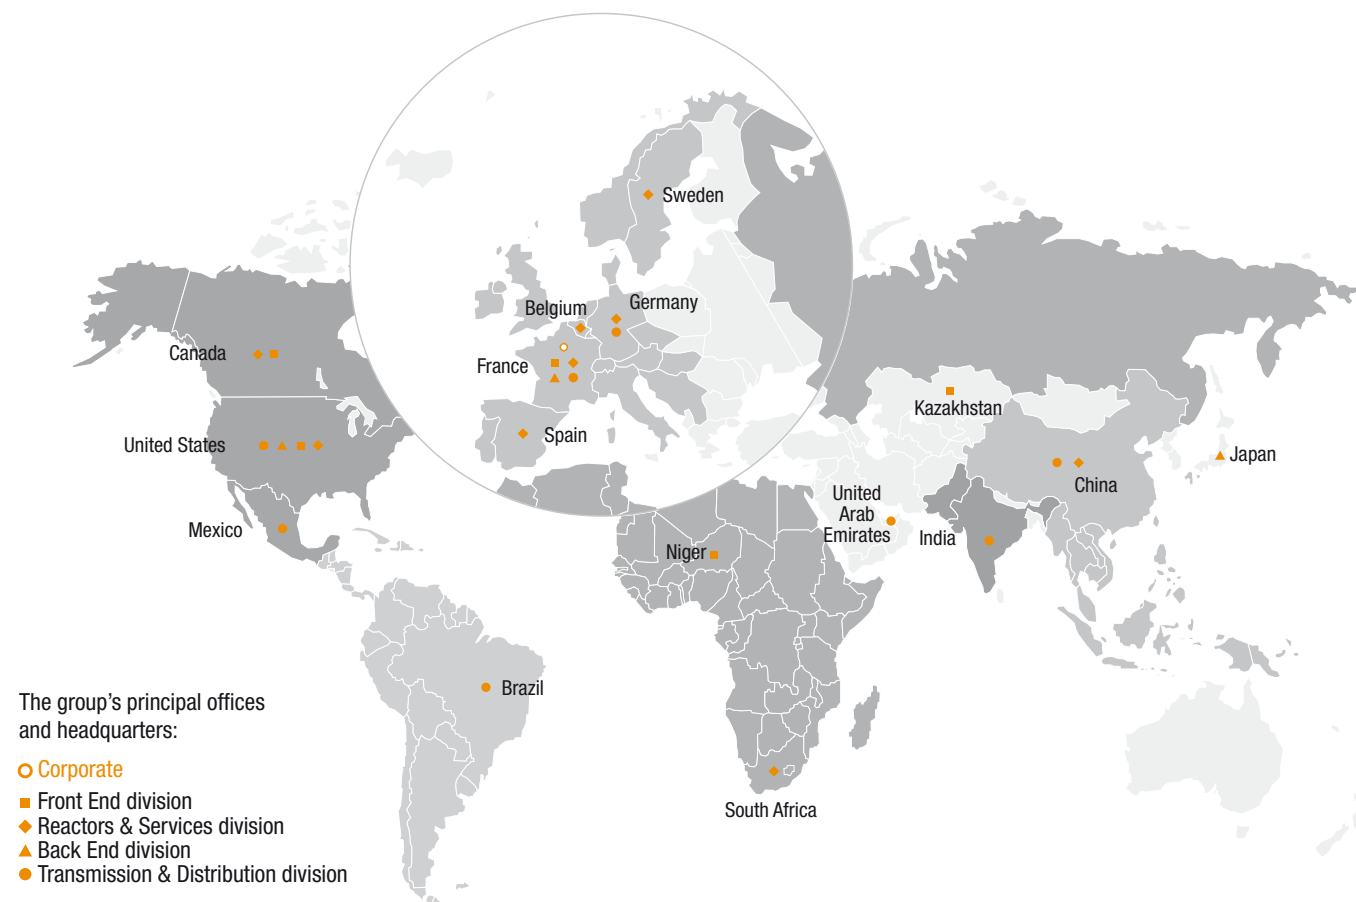 Sweden
Belgium
Germany
Canada
France
Kazakhstan
United States
Spain
Japan
China
United
Arab
Emirates
Mexico
India
Niger
Brazil
South Africa
The group's principal offices
and headquarters:
Corporate
Front End division
Reactors & Services division
Back End division
Transmission & Distribution division